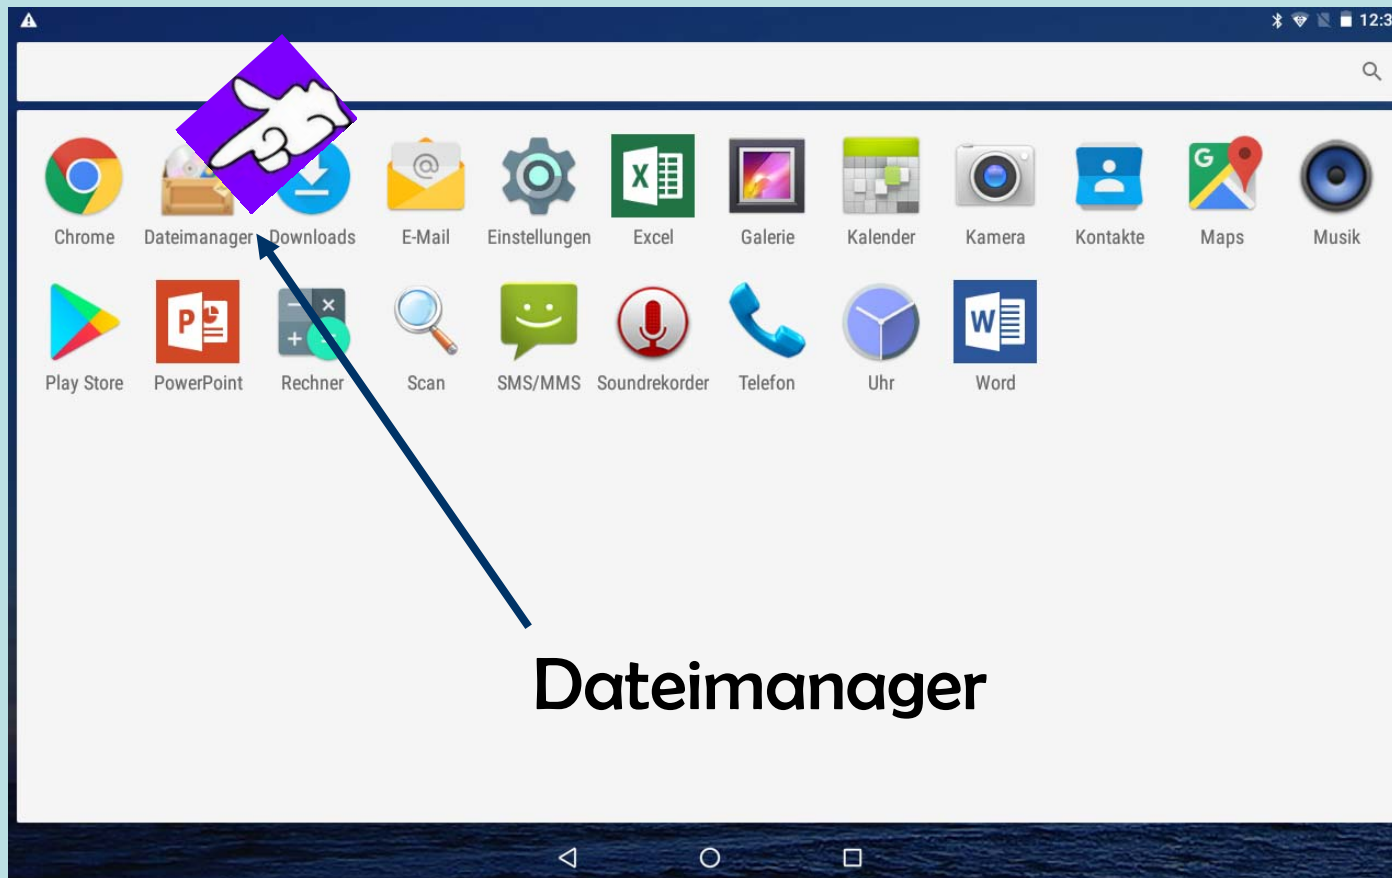 12:3
Chrome Dateimanager Downloads E-Mail Einstellungen Excel Galerie Kalender Kamera Kontakte Maps Musik
Play Store PowerPoint Rechner Scan SMS/MMS Soundrekorder Telefon Uhr Word
Dateimanager